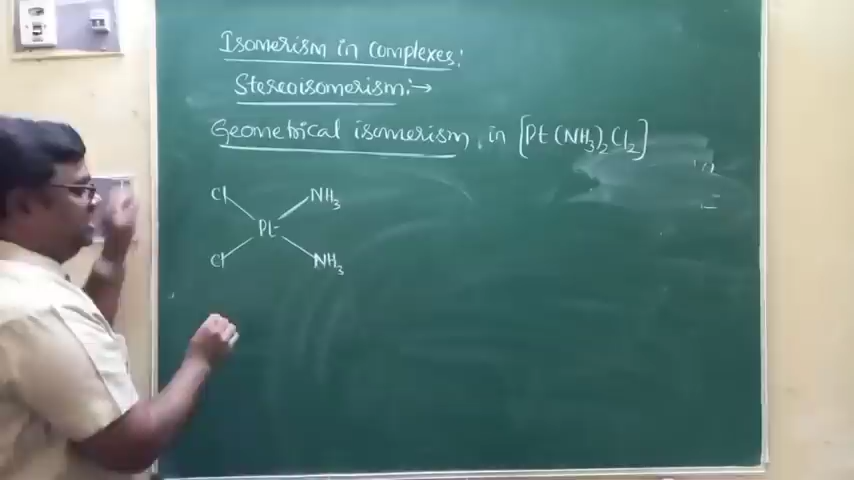 Isomerism in complexes:
Stereoisomerism:→
Geometrical isomerism, in [Pt(NH₃)₂Cl₂]
Cl NH₃
Pt
Cl NH₃